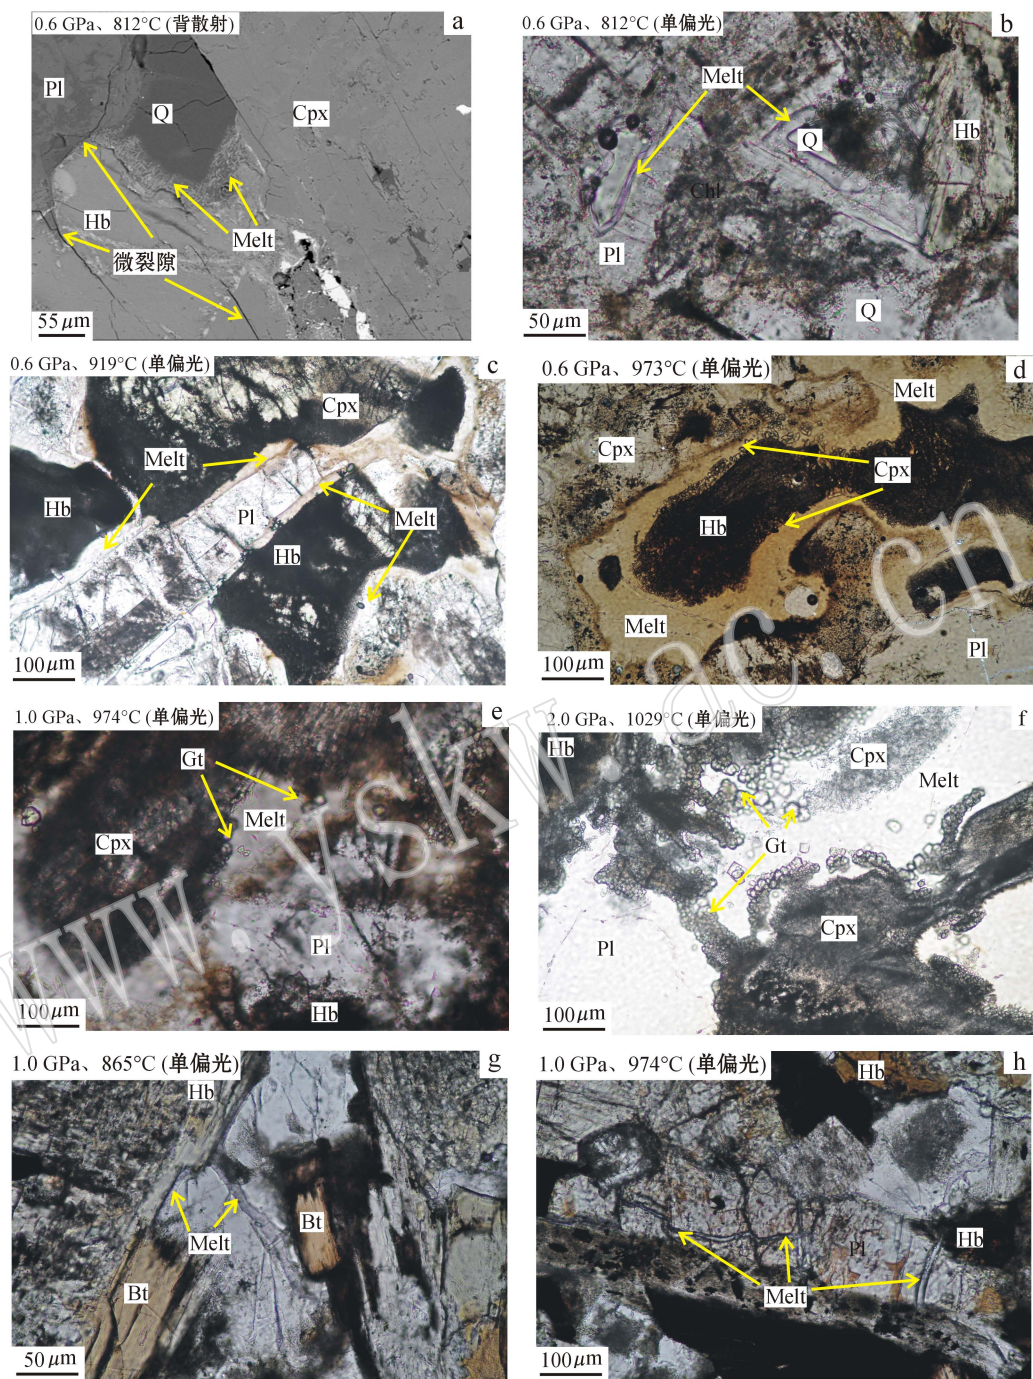 0.6 GPa、812°C (背散射)
a
Pl
Q
Cpx
Hb
Melt
微裂隙
55 μm
0.6 GPa、812°C (单偏光)
b
Melt
Q
Hb
Chl
Pl
Q
50 μm
0.6 GPa、919°C (单偏光)
c
Cpx
Melt
Hb
Pl
Melt
Hb
100 μm
0.6 GPa、973°C (单偏光)
d
Melt
Cpx
Cpx
Hb
Melt
Pl
100 μm
1.0 GPa、974°C (单偏光)
e
Gt
Melt
Cpx
Pl
Hb
100 μm
2.0 GPa、1029°C (单偏光)
f
Hb
Cpx
Melt
Gt
Pl
Cpx
100 μm
1.0 GPa、865°C (单偏光)
g
Hb
Bt
Melt
Bt
50 μm
1.0 GPa、974°C (单偏光)
h
Hb
Pl
Hb
Melt
100 μm
www.yskw.ac.cn